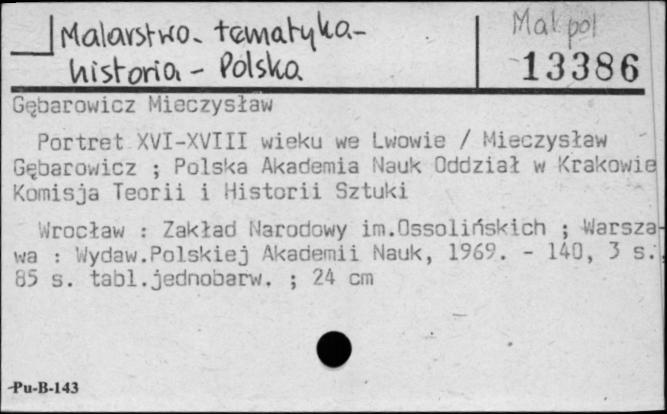 Malarstwo - tematyka -
historia - Polska
Mal pol
13386
Gębarowicz Mieczysław
Portret XVI-XVIII wieku we Lwowie / Mieczysław
Gębarowicz ; Polska Akademia Nauk Oddział w Krakowie
Komisja Teorii i Historii Sztuki
Wrocław : Zakład Narodowy im.Ossolińskich ; Warsza-
wa : Wydaw.Polskiej Akademii Nauk, 1969. - 140, 3 s.,
85 s. tabl.jednobarw. ; 24 cm
Pu-B-143